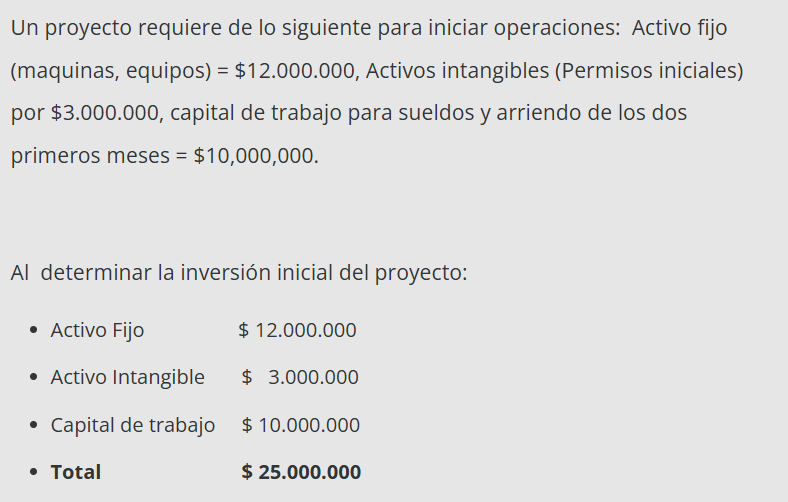 Un proyecto requiere de lo siguiente para iniciar operaciones:  Activo fijo
(maquinas, equipos) = $12.000.000, Activos intangibles (Permisos iniciales)
por $3.000.000, capital de trabajo para sueldos y arriendo de los dos
primeros meses = $10,000,000.
Al  determinar la inversión inicial del proyecto:
• Activo Fijo $ 12.000.000
• Activo Intangible $   3.000.000
• Capital de trabajo $ 10.000.000
• Total $ 25.000.000